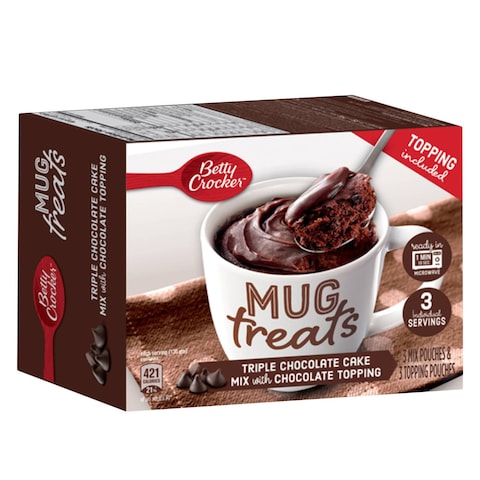 Betty
Crocker™
TOPPING
included
MUG
treats
ready in
1 MIN
MICROWAVE
3
individual
SERVINGS
421
CALORIES
TRIPLE CHOCOLATE CAKE
MIX with CHOCOLATE TOPPING
3 MIX POUCHES &
3 TOPPING POUCHES
MUG
treats
TRIPLE CHOCOLATE CAKE
MIX with CHOCOLATE TOPPING
Betty
Crocker™